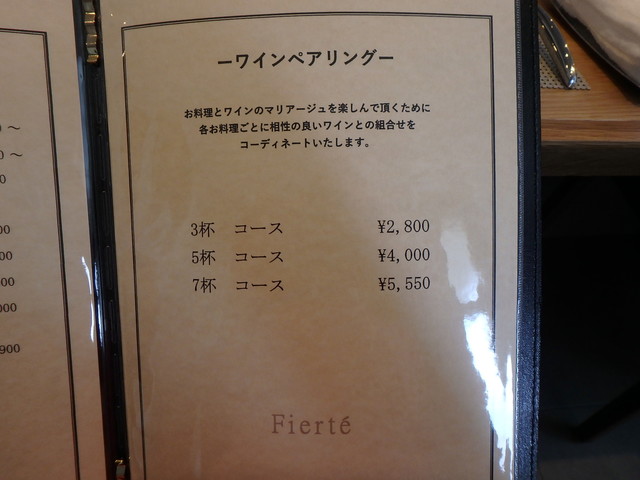 ーワインペアリングー
お料理とワインのマリアージュを楽しんで頂くために
各お料理ごとに相性の良いワインとの組合せを
コーディネートいたします。
3杯 コース ¥2,800
5杯 コース ¥4,000
7杯 コース ¥5,550
Fierté